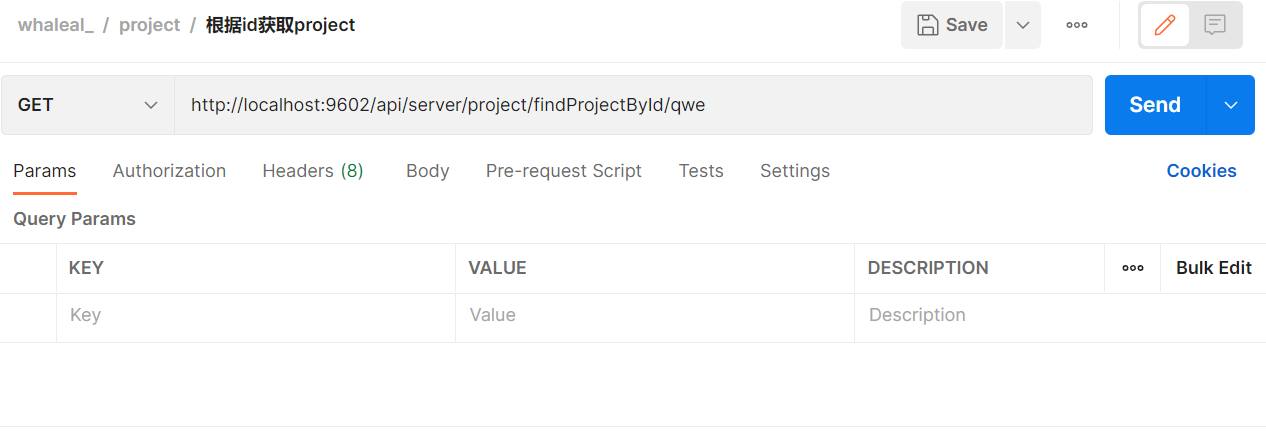 whaleal_ / project / 根据id获取project Save
GET http://localhost:9602/api/server/project/findProjectById/qwe Send
Params Authorization Headers (8) Body Pre-request Script Tests Settings Cookies
Query Params
KEY VALUE DESCRIPTION Bulk Edit
Key Value Description